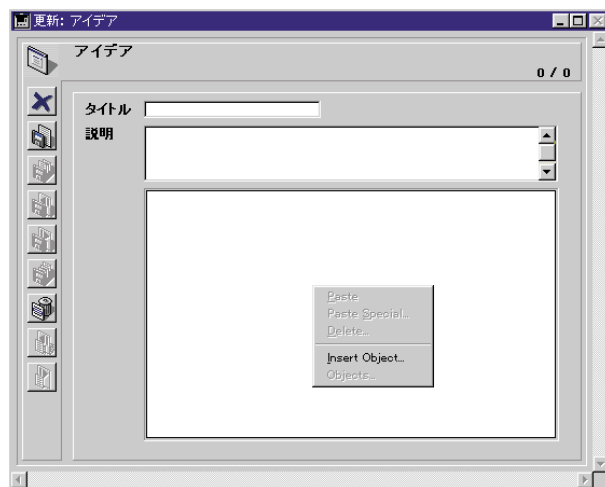 更新: アイデア
アイデア
0 / 0
タイトル
説明
Paste
Paste Special...
Delete...
Insert Object...
Objects...